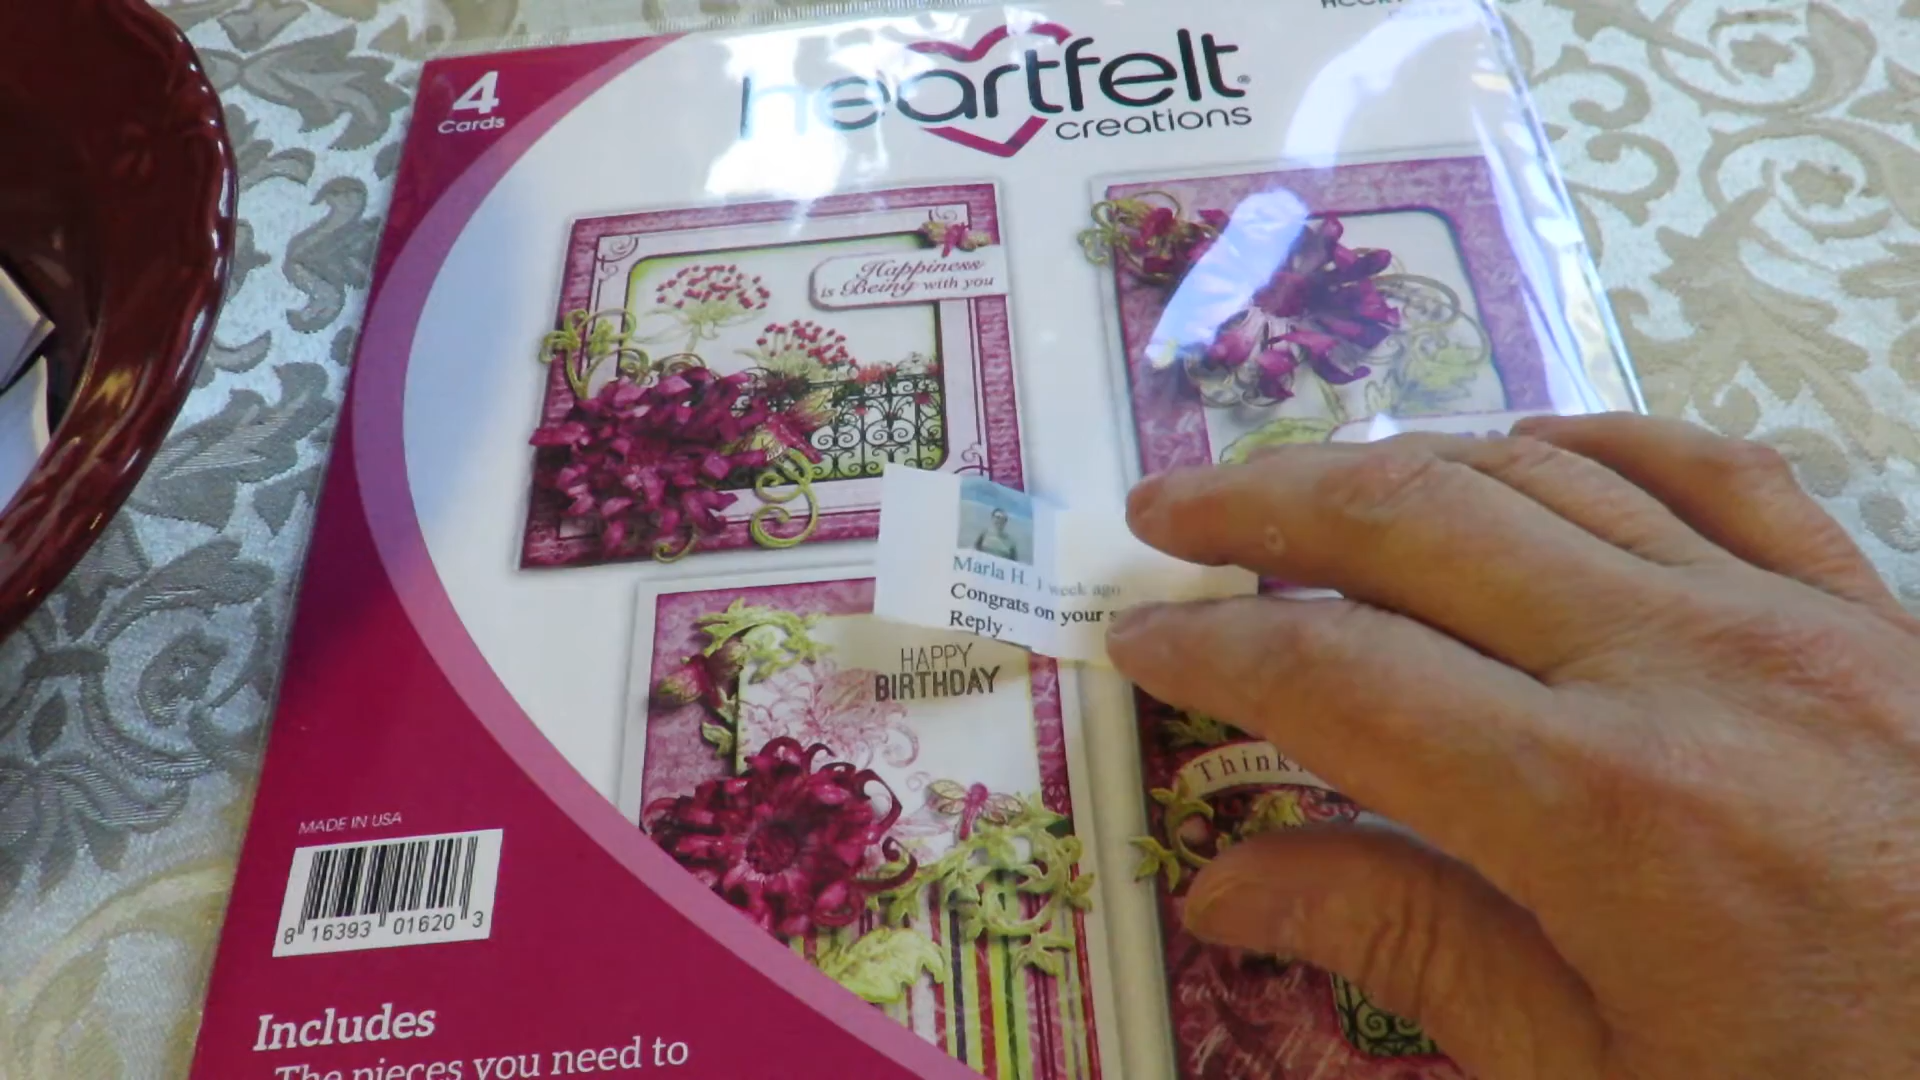 4
Cards
heartfelt
creations
Happiness
is Being with you
Marla H. 1 week ago
Congrats on your
Reply
HAPPY
BIRTHDAY
MADE IN USA
8 16393 01620 3
Includes
The pieces you need to